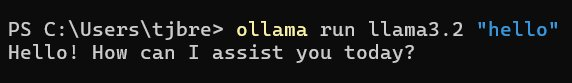 PS C:\Users\tjbre> ollama run llama3.2 "hello"
Hello! How can I assist you today?